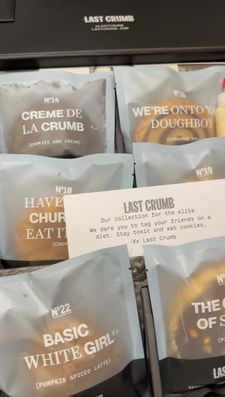 LAST CRUMB
LASTCRUMB.COM
Nº14
CREME DE
LA CRUMB
(COOKIES AND CREAM)
WE'RE ONTO
DOUGHBOY
Nº18
HAVE
CHUR
EAT IT
Nº19
LAST CRUMB
Our collection for the elite.
We dare you to tag your friends on a
diet. Stay toxic and eat cookies.
-Xx Last Crumb
Nº22
BASIC
WHITE GIRL
(PUMPKIN SPICED LATTE)
THE
OF S
LAST